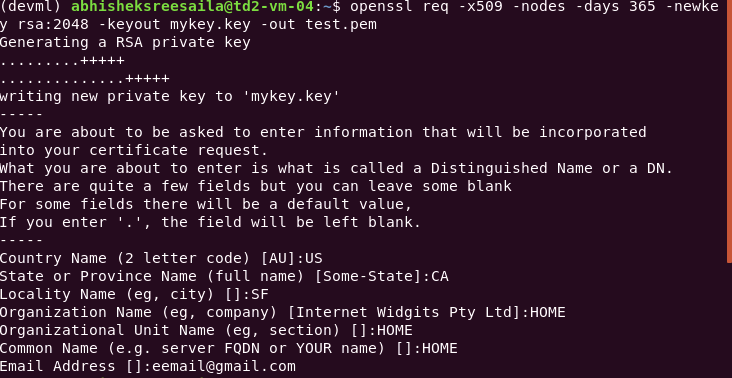 (devml) abhisheksreesaila@td2-vm-04:~$ openssl req -x509 -nodes -days 365 -newke
y rsa:2048 -keyout mykey.key -out test.pem
Generating a RSA private key
.........+++++
..............+++++
writing new private key to 'mykey.key'
-----
You are about to be asked to enter information that will be incorporated
into your certificate request.
What you are about to enter is what is called a Distinguished Name or a DN.
There are quite a few fields but you can leave some blank
For some fields there will be a default value,
If you enter '.', the field will be left blank.
-----
Country Name (2 letter code) [AU]:US
State or Province Name (full name) [Some-State]:CA
Locality Name (eg, city) []:SF
Organization Name (eg, company) [Internet Widgits Pty Ltd]:HOME
Organizational Unit Name (eg, section) []:HOME
Common Name (e.g. server FQDN or YOUR name) []:HOME
Email Address []:eemail@gmail.com